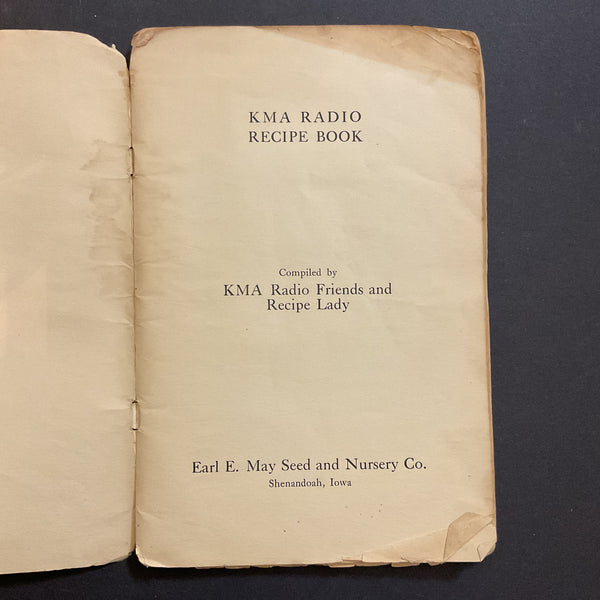 KMA RADIO
RECIPE BOOK
Compiled by
KMA Radio Friends and
Recipe Lady
Earl E. May Seed and Nursery Co.
Shenandoah, Iowa